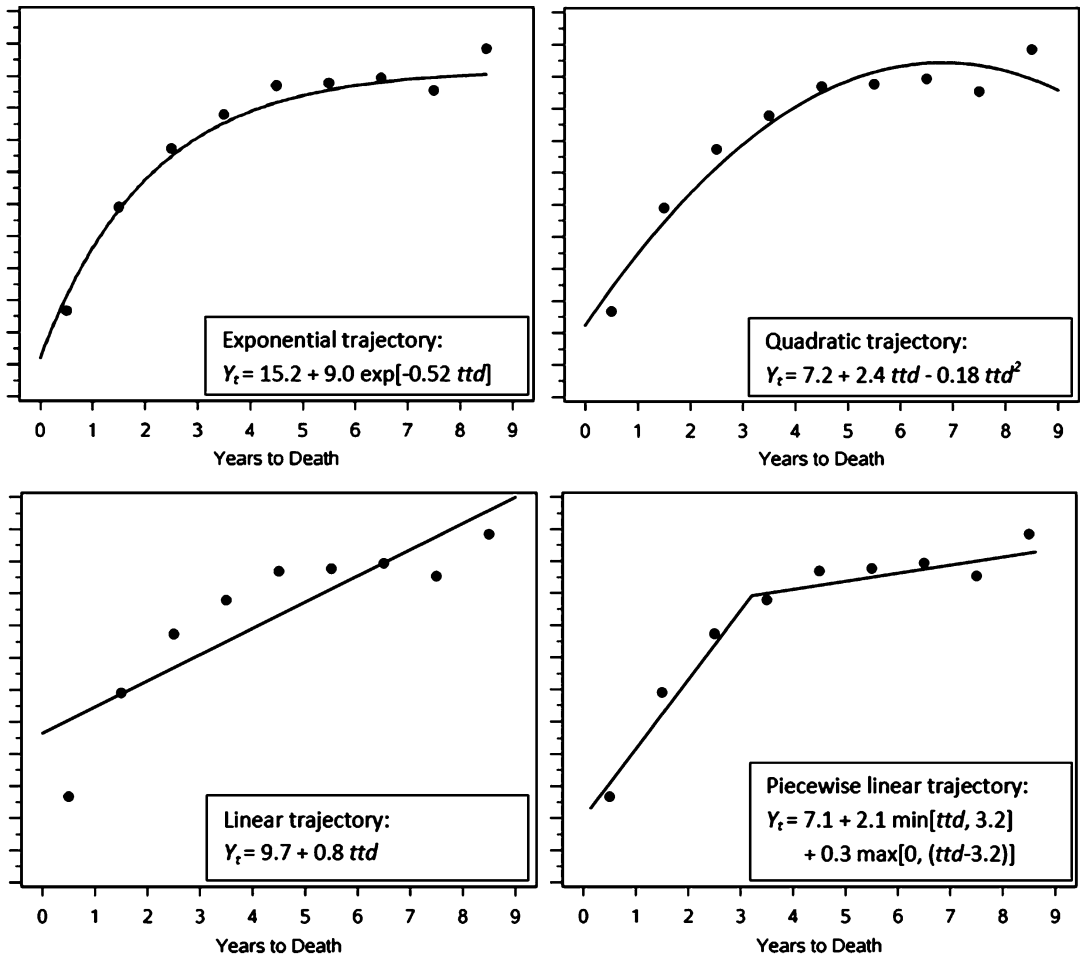 Exponential trajectory:
Yt = 15.2 + 9.0 exp[-0.52 ttd]
0 1 2 3 4 5 6 7 8 9
Years to Death
Quadratic trajectory:
Yt = 7.2 + 2.4 ttd - 0.18 ttd²
0 1 2 3 4 5 6 7 8 9
Years to Death
Linear trajectory:
Yt = 9.7 + 0.8 ttd
0 1 2 3 4 5 6 7 8 9
Years to Death
Piecewise linear trajectory:
Yt = 7.1 + 2.1 min[ttd, 3.2]
+ 0.3 max[0, (ttd-3.2)]
0 1 2 3 4 5 6 7 8 9
Years to Death